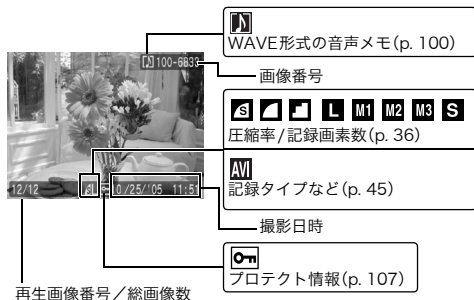 WAVE形式の音声メモ(p. 100)
100-6833
画像番号
S L M1 M2 M3 S
圧縮率/記録画素数(p. 36)
AVI
記録タイプなど(p. 45)
12/12
L
10/25/'05 11:51
撮影日時
プロテクト情報(p. 107)
再生画像番号/総画像数